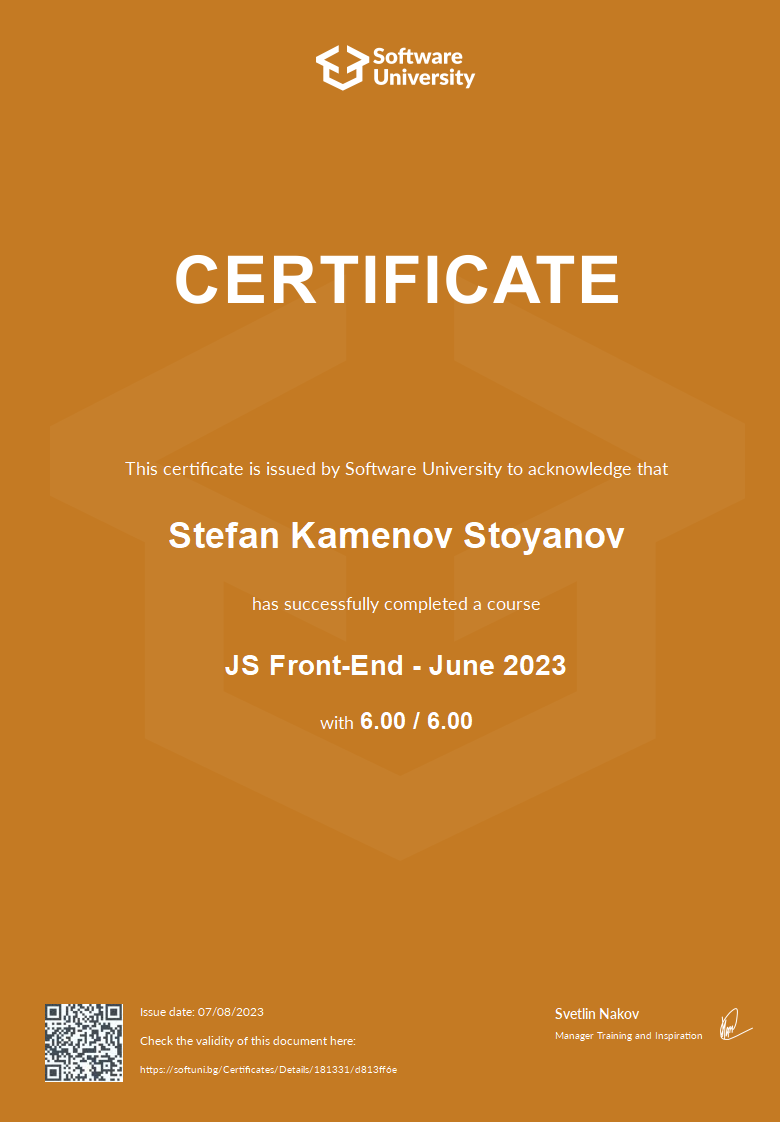 Software
University
CERTIFICATE
This certificate is issued by Software University to acknowledge that
Stefan Kamenov Stoyanov
has successfully completed a course
JS Front-End - June 2023
with 6.00 / 6.00
Issue date: 07/08/2023
Check the validity of this document here:
https://softuni.bg/Certificates/Details/181331/d813ff6e
Svetlin Nakov
Manager Training and Inspiration